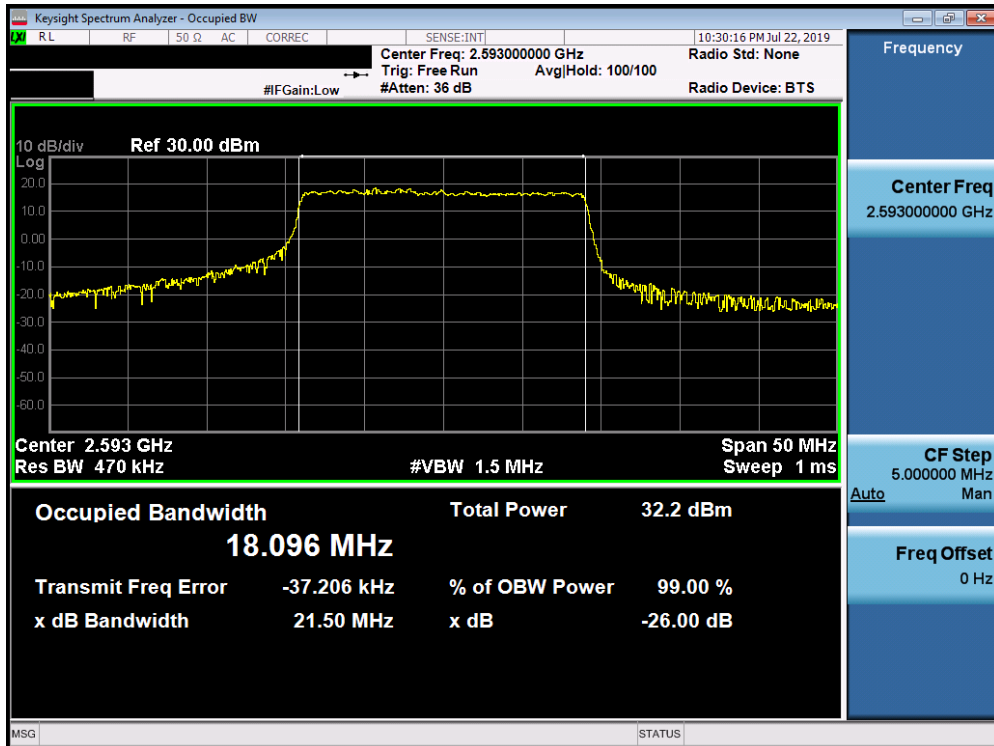 Keysight Spectrum Analyzer - Occupied BW
LXI RL RF 50 Ω AC CORREC SENSE:INT 10:30:16 PM Jul 22, 2019
Center Freq: 2.593000000 GHz Radio Std: None
Trig: Free Run Avg|Hold: 100/100
#IFGain:Low #Atten: 36 dB Radio Device: BTS
Frequency
10 dB/div Ref 30.00 dBm
Log
20.0
10.0
0.00
-10.0
-20.0
-30.0
-40.0
-50.0
-60.0
Center 2.593 GHz Span 50 MHz
Res BW 470 kHz #VBW 1.5 MHz Sweep 1 ms
Center Freq
2.593000000 GHz
CF Step
5.000000 MHz
Auto Man
Freq Offset
0 Hz
Occupied Bandwidth Total Power 32.2 dBm
18.096 MHz
Transmit Freq Error -37.206 kHz % of OBW Power 99.00 %
x dB Bandwidth 21.50 MHz x dB -26.00 dB
MSG STATUS